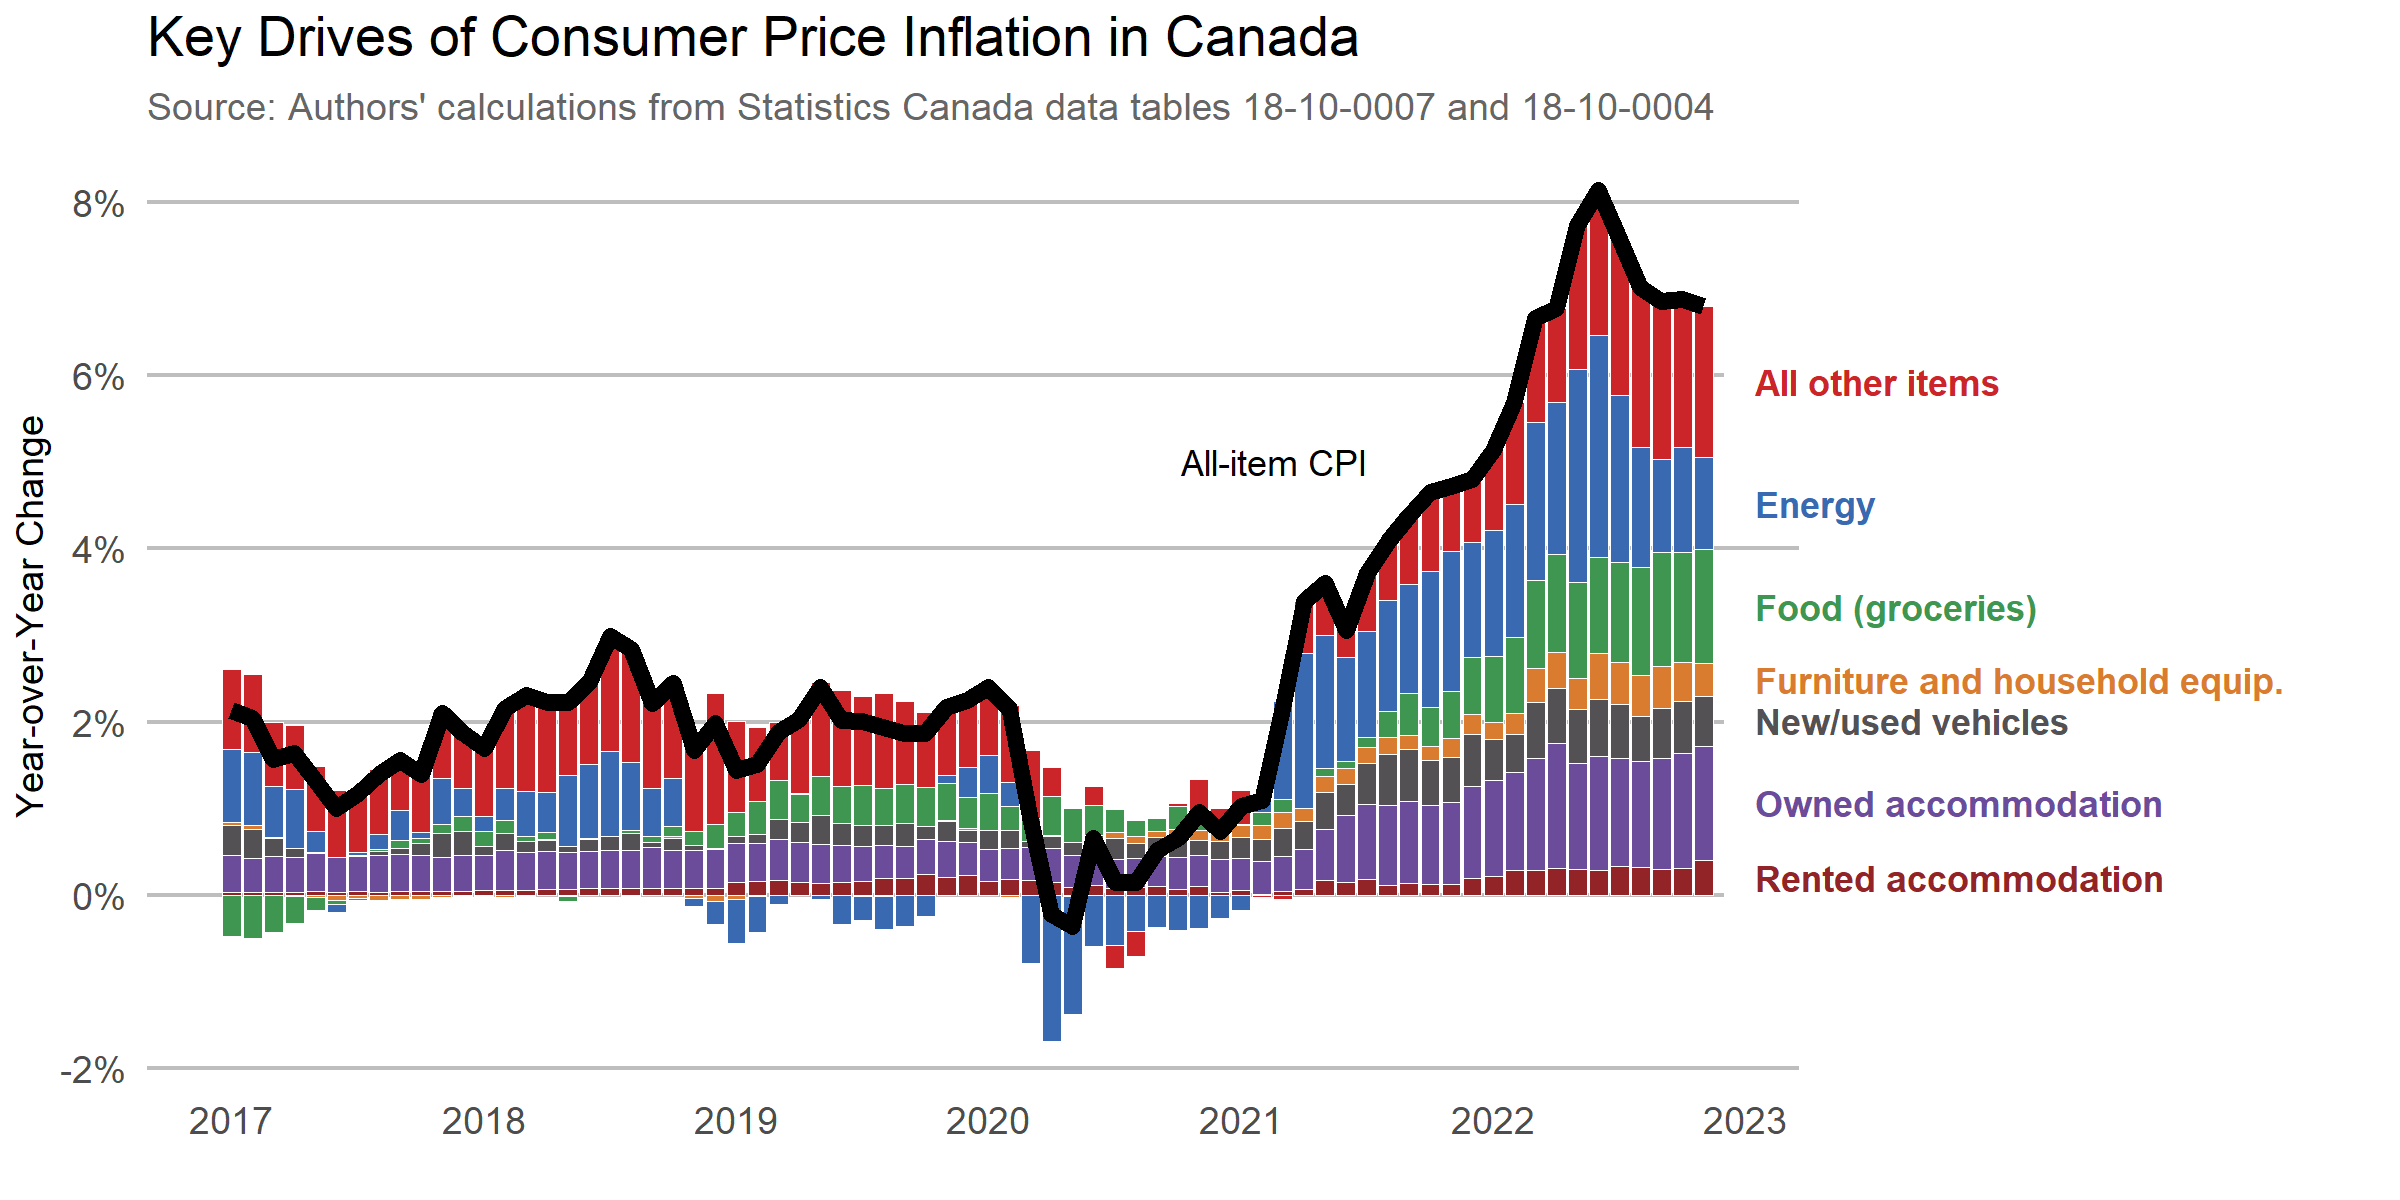 Key Drives of Consumer Price Inflation in Canada
Source: Authors' calculations from Statistics Canada data tables 18-10-0007 and 18-10-0004
Year-over-Year Change
8%
6%
4%
2%
0%
-2%
All-item CPI
All other items
Energy
Food (groceries)
Furniture and household equip.
New/used vehicles
Owned accommodation
Rented accommodation
2017 2018 2019 2020 2021 2022 2023